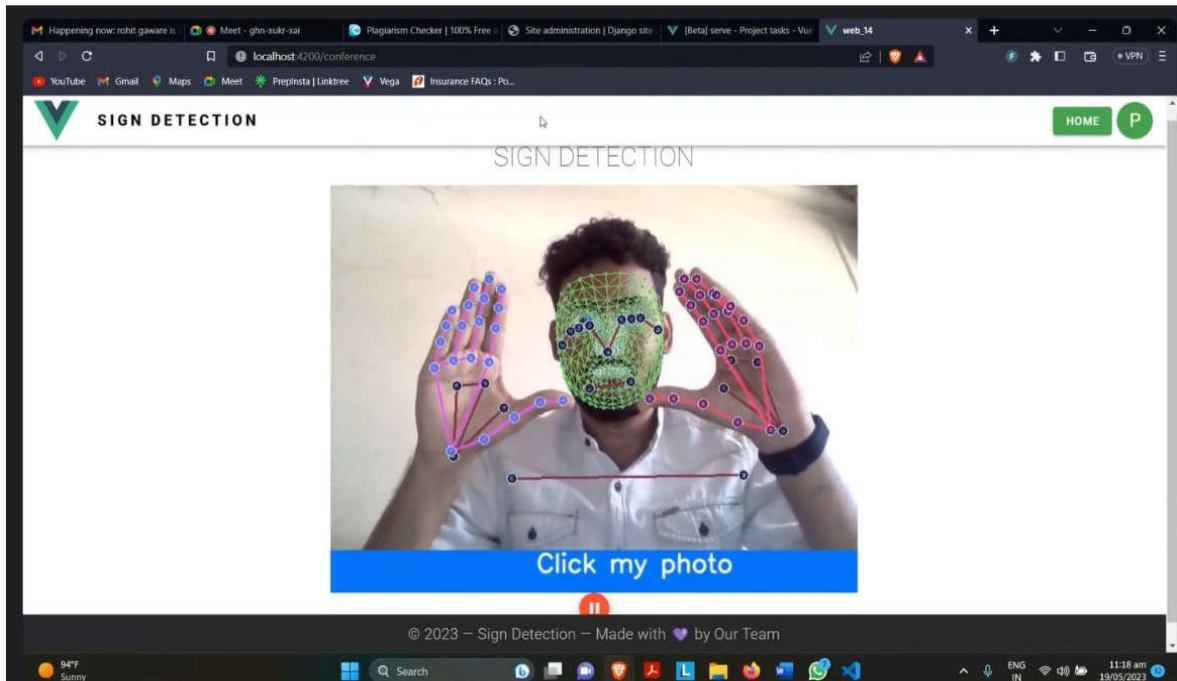 Happening now: rohit gaware is
Meet - ghn-xukr-xai
Plagiarism Checker | 100% Free
Site administration | Django site
[Beta] serve - Project tasks - Vue
web_14
localhost:4200/conference
VPN
YouTube
Gmail
Maps
Meet
PrepInsta | Linktree
Vega
Insurance FAQs : Po...
SIGN DETECTION
HOME
P
SIGN DETECTION
Click my photo
© 2023 — Sign Detection — Made with 💜 by Our Team
94°F
Sunny
Search
ENG
IN
11:18 am
19/05/2023